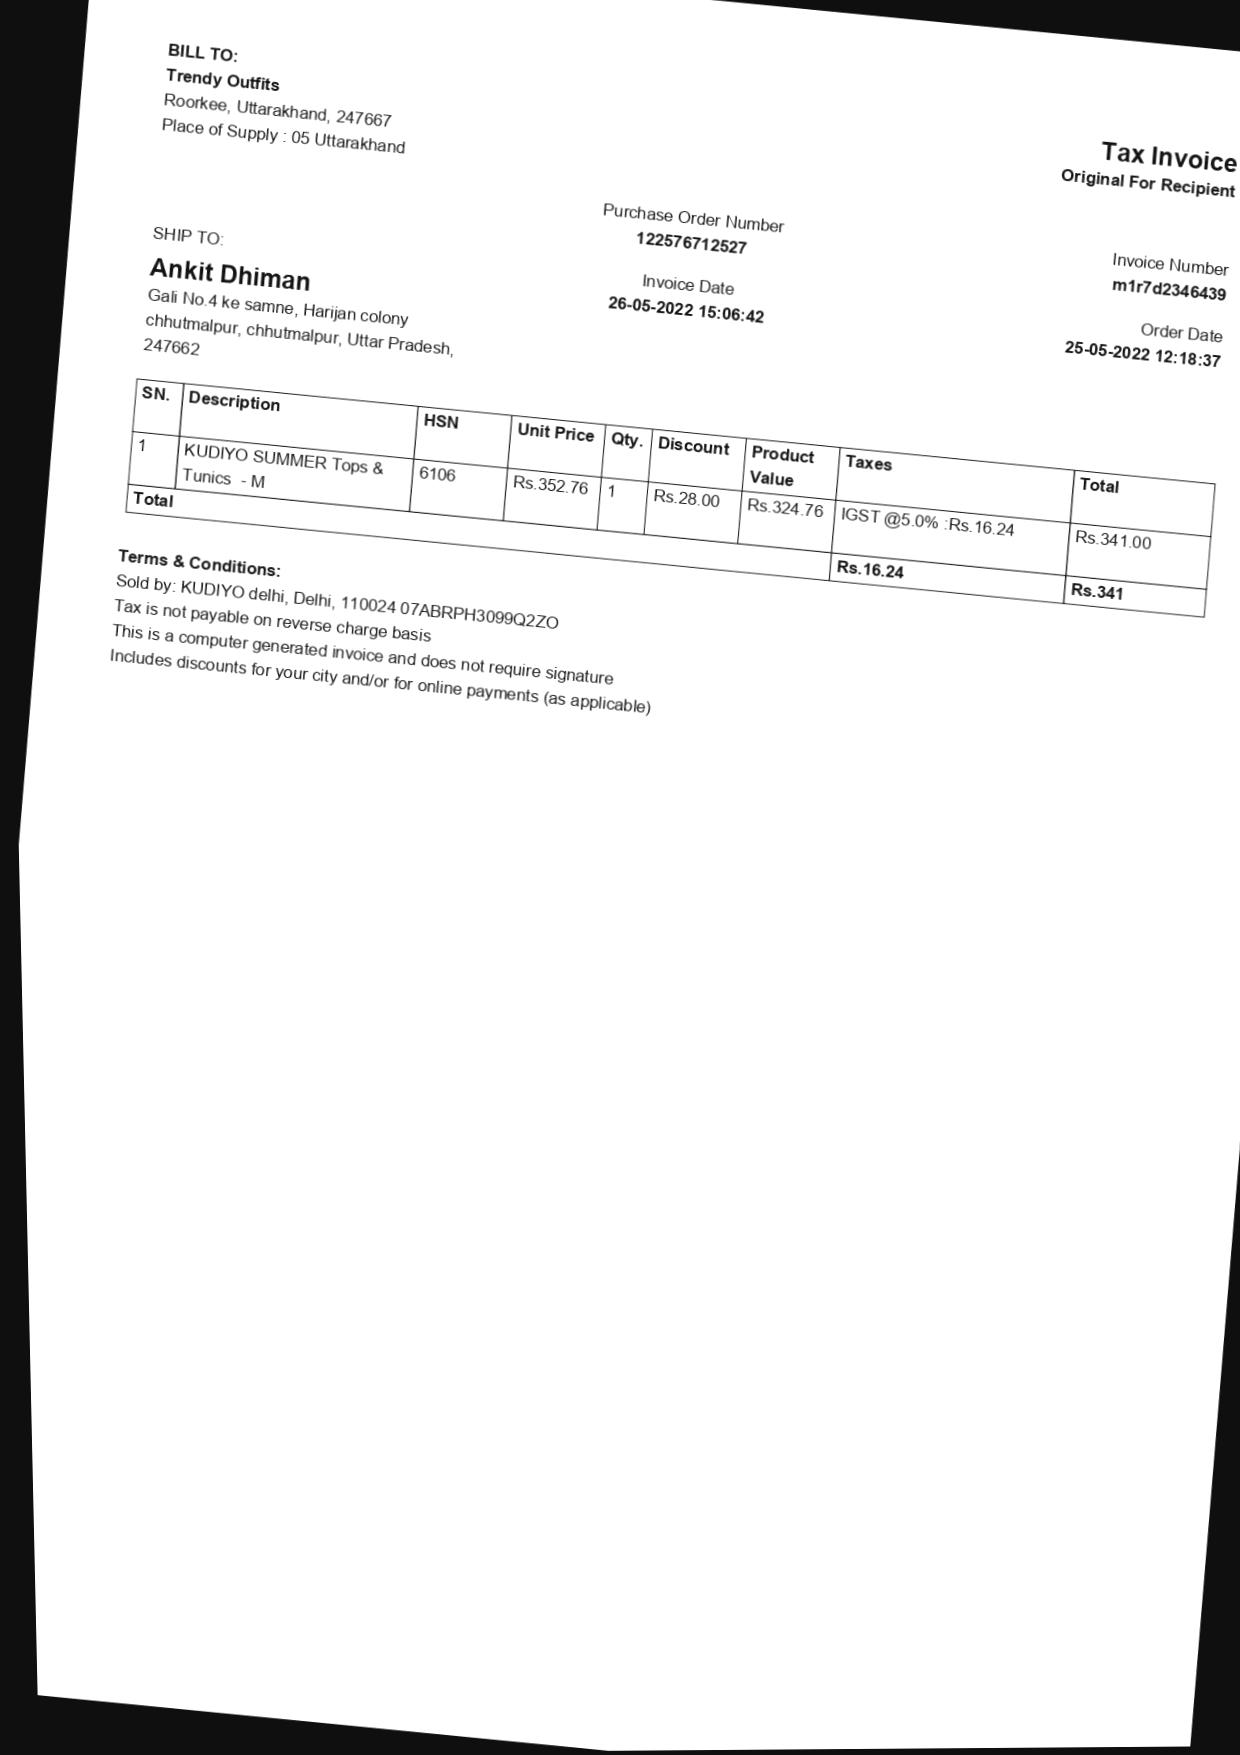 BILL TO:
Trendy Outfits
Roorkee, Uttarakhand, 247667
Place of Supply : 05 Uttarakhand
Tax Invoice
Original For Recipient
SHIP TO:
Ankit Dhiman
Gali No.4 ke samne, Harijan colony
chhutmalpur, chhutmalpur, Uttar Pradesh,
247662
Purchase Order Number
122576712527
Invoice Date
26-05-2022 15:06:42
Invoice Number
m1r7d2346439
Order Date
25-05-2022 12:18:37
SN. Description HSN Unit Price Qty. Discount Product Value Taxes Total
1 KUDIYO SUMMER Tops & Tunics - M 6106 Rs.352.76 1 Rs.28.00 Rs.324.76 IGST @5.0% :Rs.16.24 Rs.341.00
Total Rs.16.24 Rs.341
Terms & Conditions:
Sold by: KUDIYO delhi, Delhi, 110024 07ABRPH3099Q2ZO
Tax is not payable on reverse charge basis
This is a computer generated invoice and does not require signature
Includes discounts for your city and/or for online payments (as applicable)